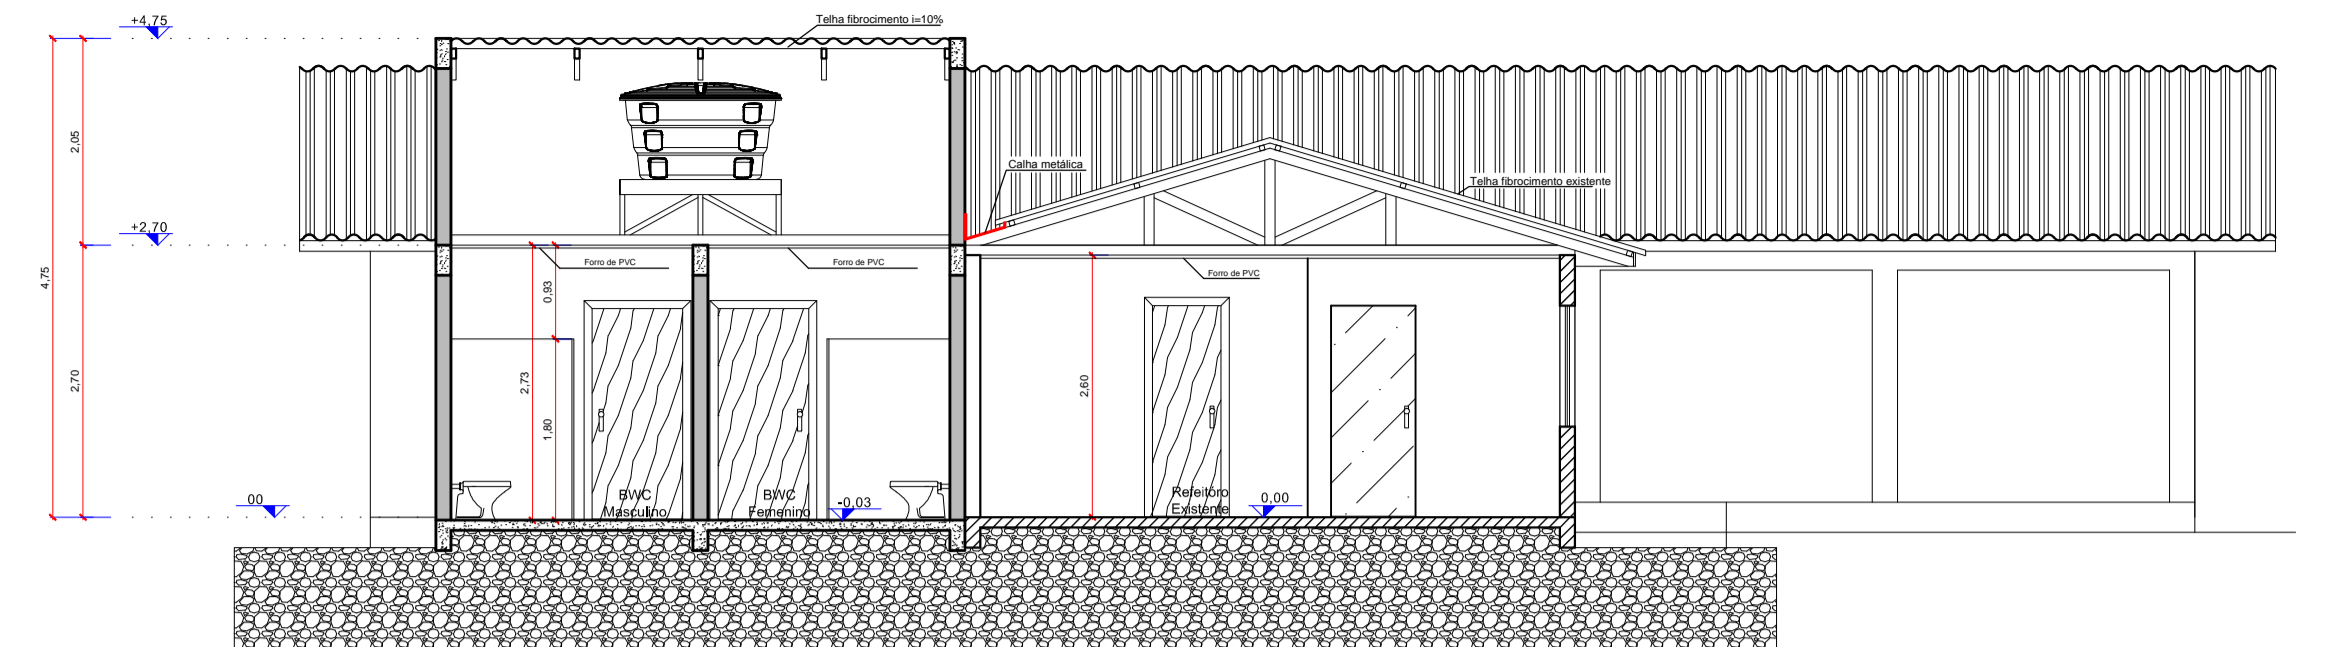 +4,75
Telha fibrocimento i=10%
2,05
Calha metálica
Telha fibrocimento existente
+2,70
Forro de PVC
Forro de PVC
Forro de PVC
4,75
0,93
2,70
2,73
2,60
1,80
00
BWC
Masculino
BWC
Femenino
-0,03
Refeitóro
Existente
0,00